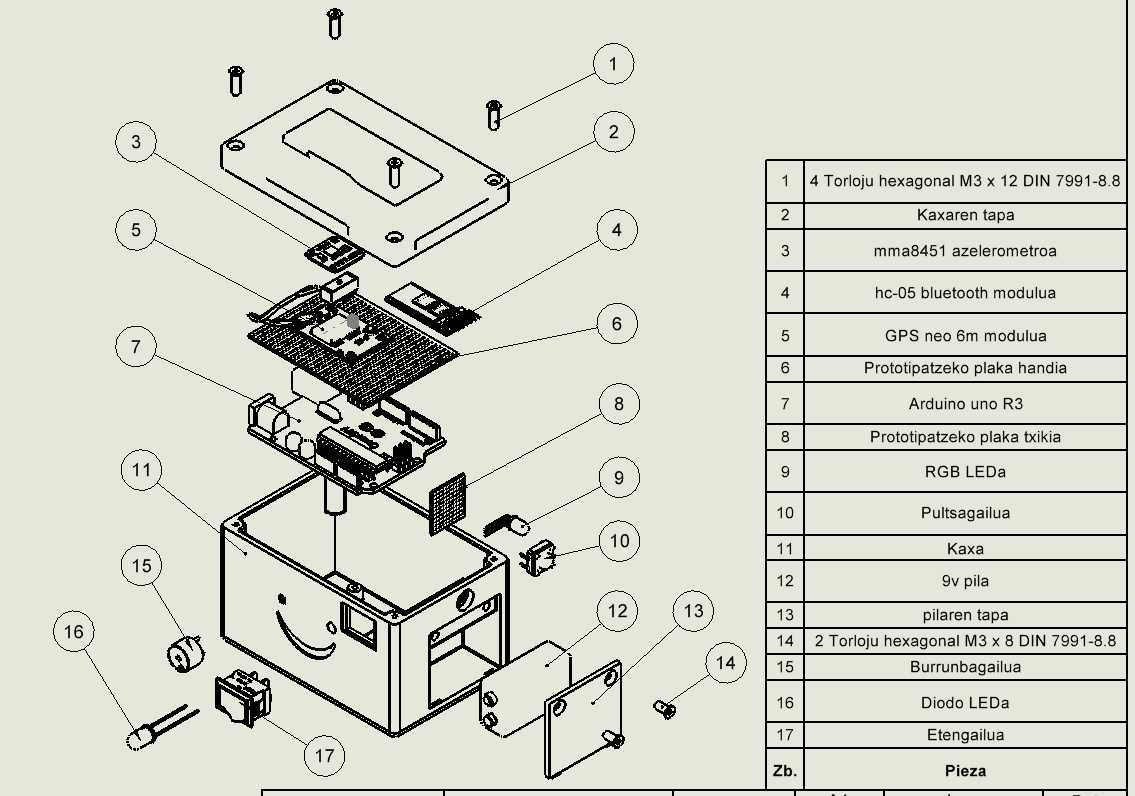 1
2
3
4
5
6
7
8
9
10
11
12
13
14
15
16
17
1 4 Torloju hexagonal M3 x 12 DIN 7991-8.8
2 Kaxaren tapa
3 mma8451 azelerometroa
4 hc-05 bluetooth modulua
5 GPS neo 6m modulua
6 Prototipatzeko plaka handia
7 Arduino uno R3
8 Prototipatzeko plaka txikia
9 RGB LEDa
10 Pultsagailua
11 Kaxa
12 9v pila
13 pilaren tapa
14 2 Torloju hexagonal M3 x 8 DIN 7991-8.8
15 Burrunbagailua
16 Diodo LEDa
17 Etengailua
Zb. Pieza